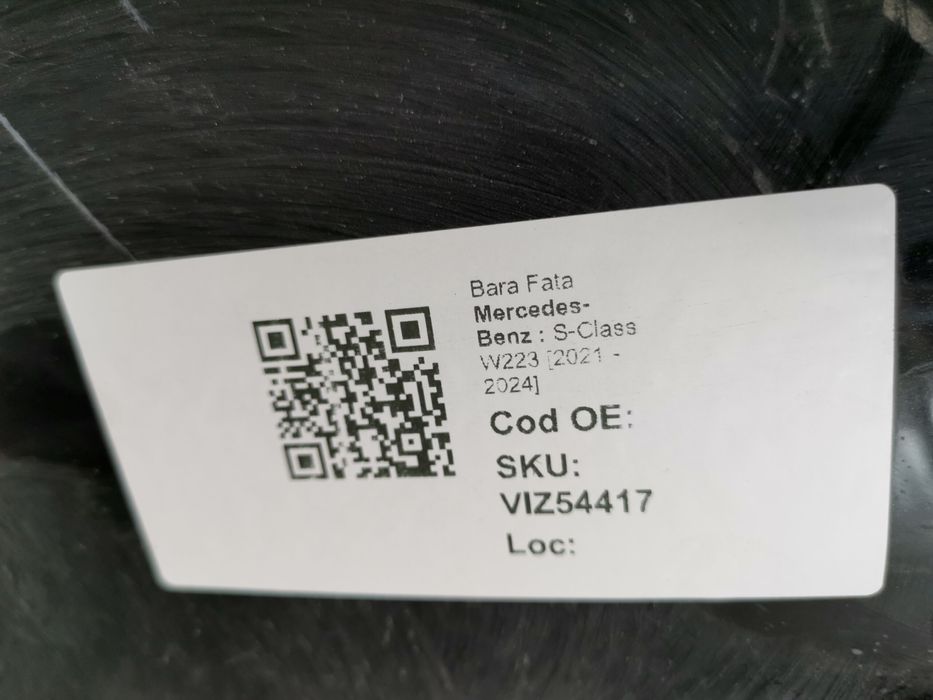 Bara Fata
Mercedes-
Benz : S-Class
W223 [2021 -
2024]
Cod OE:
SKU:
VIZ54417
Loc: